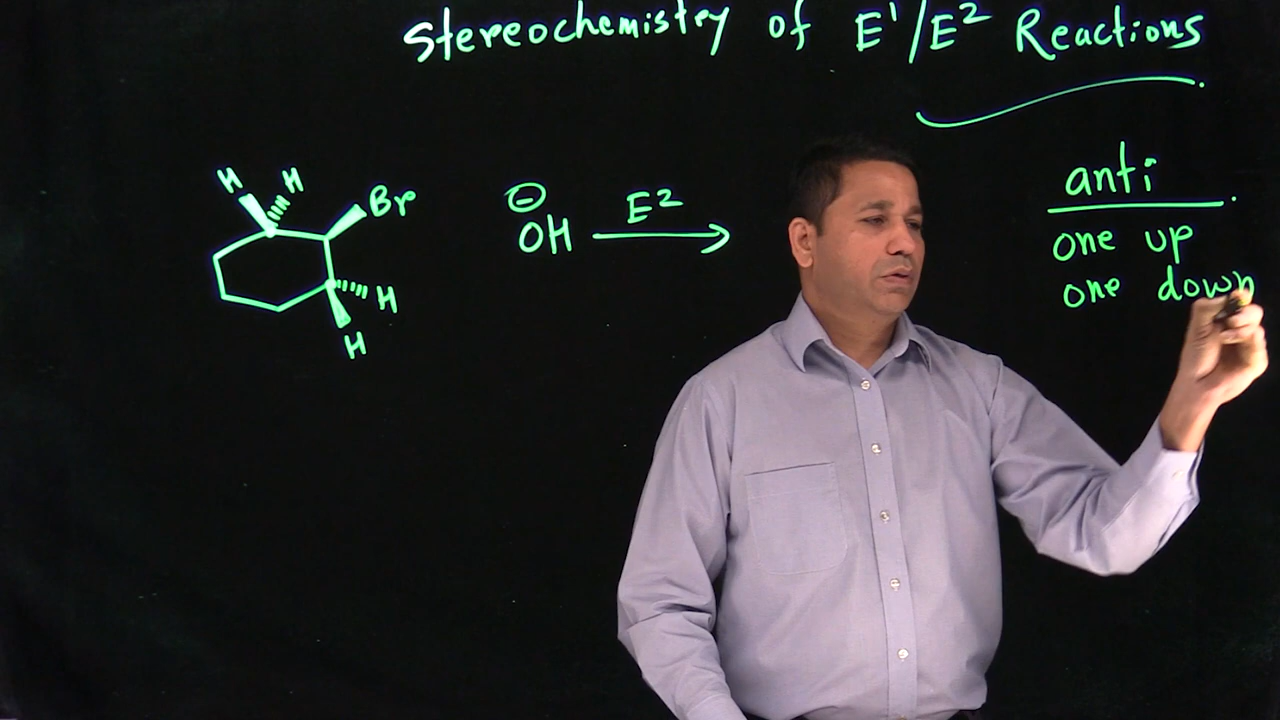 Stereochemistry of E¹/E² Reactions
anti
one up
one down
H H
Br
⊖
OH
E²
H
H